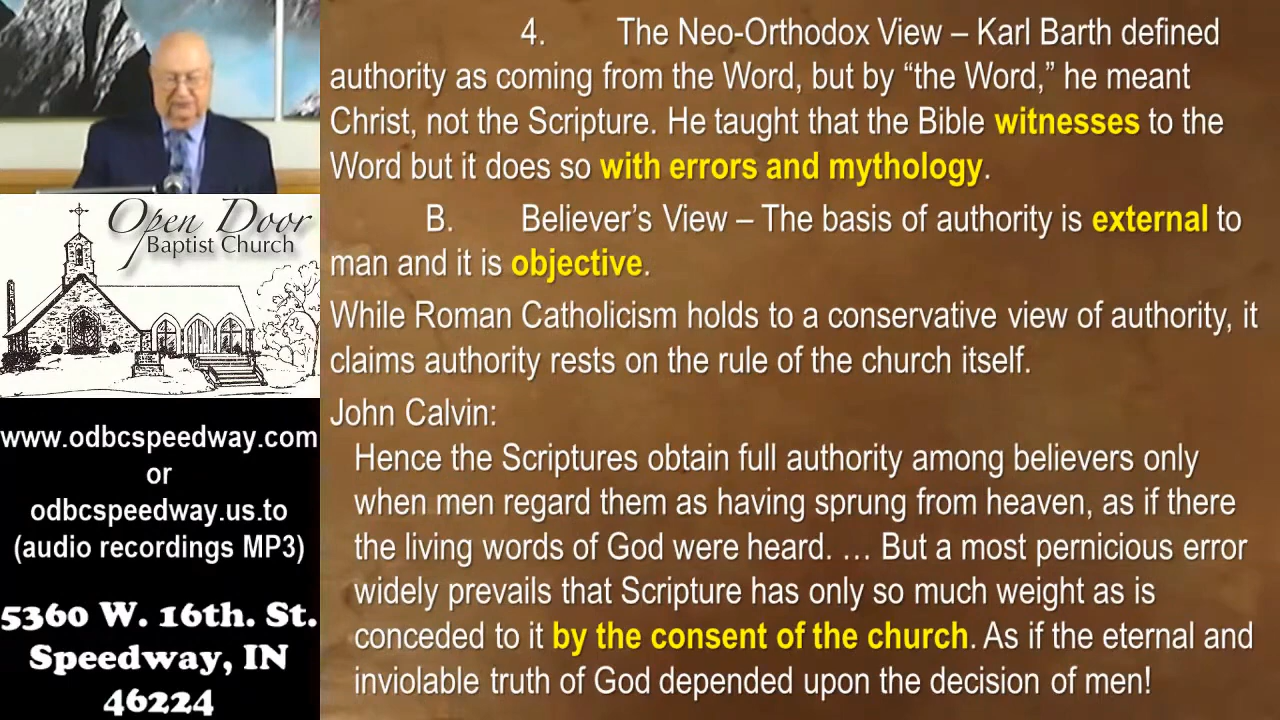 Open Door
Baptist Church
www.odbcspeedway.com
or
odbcspeedway.us.to
(audio recordings MP3)
5360 W. 16th. St.
Speedway, IN
46224
4. The Neo-Orthodox View – Karl Barth defined
authority as coming from the Word, but by “the Word,” he meant
Christ, not the Scripture. He taught that the Bible witnesses to the
Word but it does so with errors and mythology.
B. Believer’s View – The basis of authority is external to
man and it is objective.
While Roman Catholicism holds to a conservative view of authority, it
claims authority rests on the rule of the church itself.
John Calvin:
Hence the Scriptures obtain full authority among believers only
when men regard them as having sprung from heaven, as if there
the living words of God were heard. … But a most pernicious error
widely prevails that Scripture has only so much weight as is
conceded to it by the consent of the church. As if the eternal and
inviolable truth of God depended upon the decision of men!